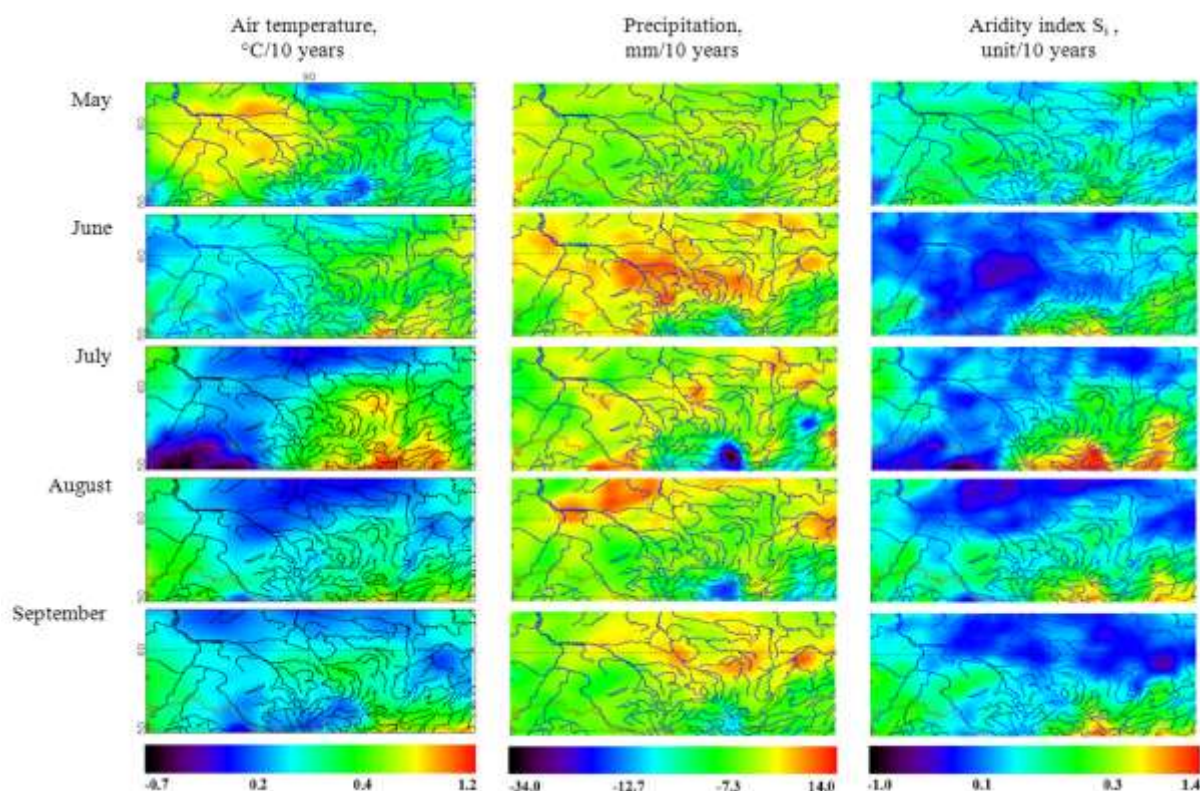 Air temperature,
°C/10 years
Precipitation,
mm/10 years
Aridity index Sᵢ ,
unit/10 years
May
June
July
August
September
-0.7 0.2 0.4 1.2
-34.0 -12.7 -7.3 14.0
-1.0 0.1 0.3 1.4